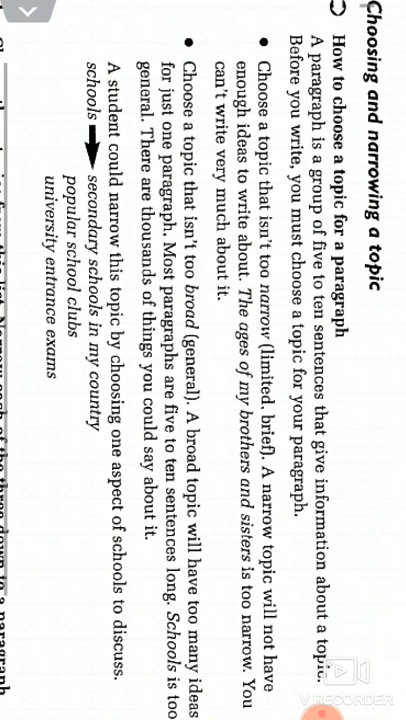 Choosing and narrowing a topic
How to choose a topic for a paragraph
A paragraph is a group of five to ten sentences that give information about a topic.
Before you write, you must choose a topic for your paragraph.
• Choose a topic that isn't too narrow (limited, brief). A narrow topic will not have
enough ideas to write about. The ages of my brothers and sisters is too narrow. You
can't write very much about it.
• Choose a topic that isn't too broad (general). A broad topic will have too many ideas
for just one paragraph. Most paragraphs are five to ten sentences long. Schools is too
general. There are thousands of things you could say about it.
A student could narrow this topic by choosing one aspect of schools to discuss.
schools ➡ secondary schools in my country
popular school clubs
university entrance exams
V RECORDER